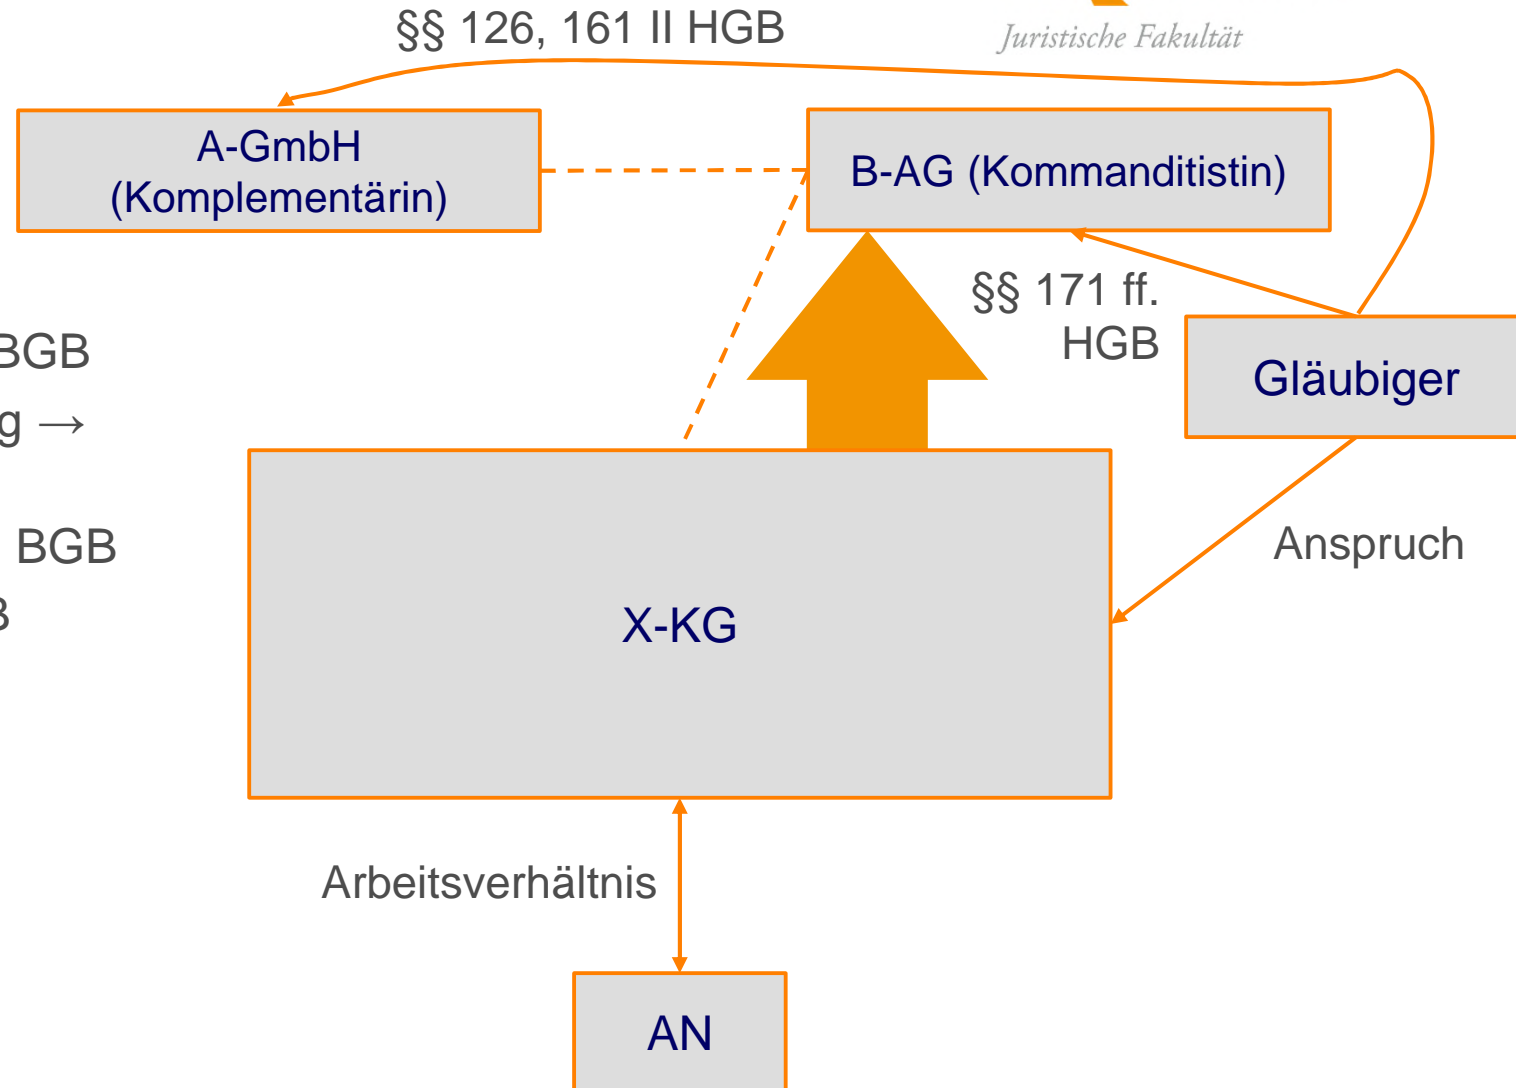 §§ 126, 161 II HGB
Juristische Fakultät
A-GmbH
(Komplementärin)
B-AG (Kommanditistin)
§§ 171 ff.
HGB
Gläubiger
BGB
g →
BGB
X-KG
Anspruch
Arbeitsverhältnis
AN